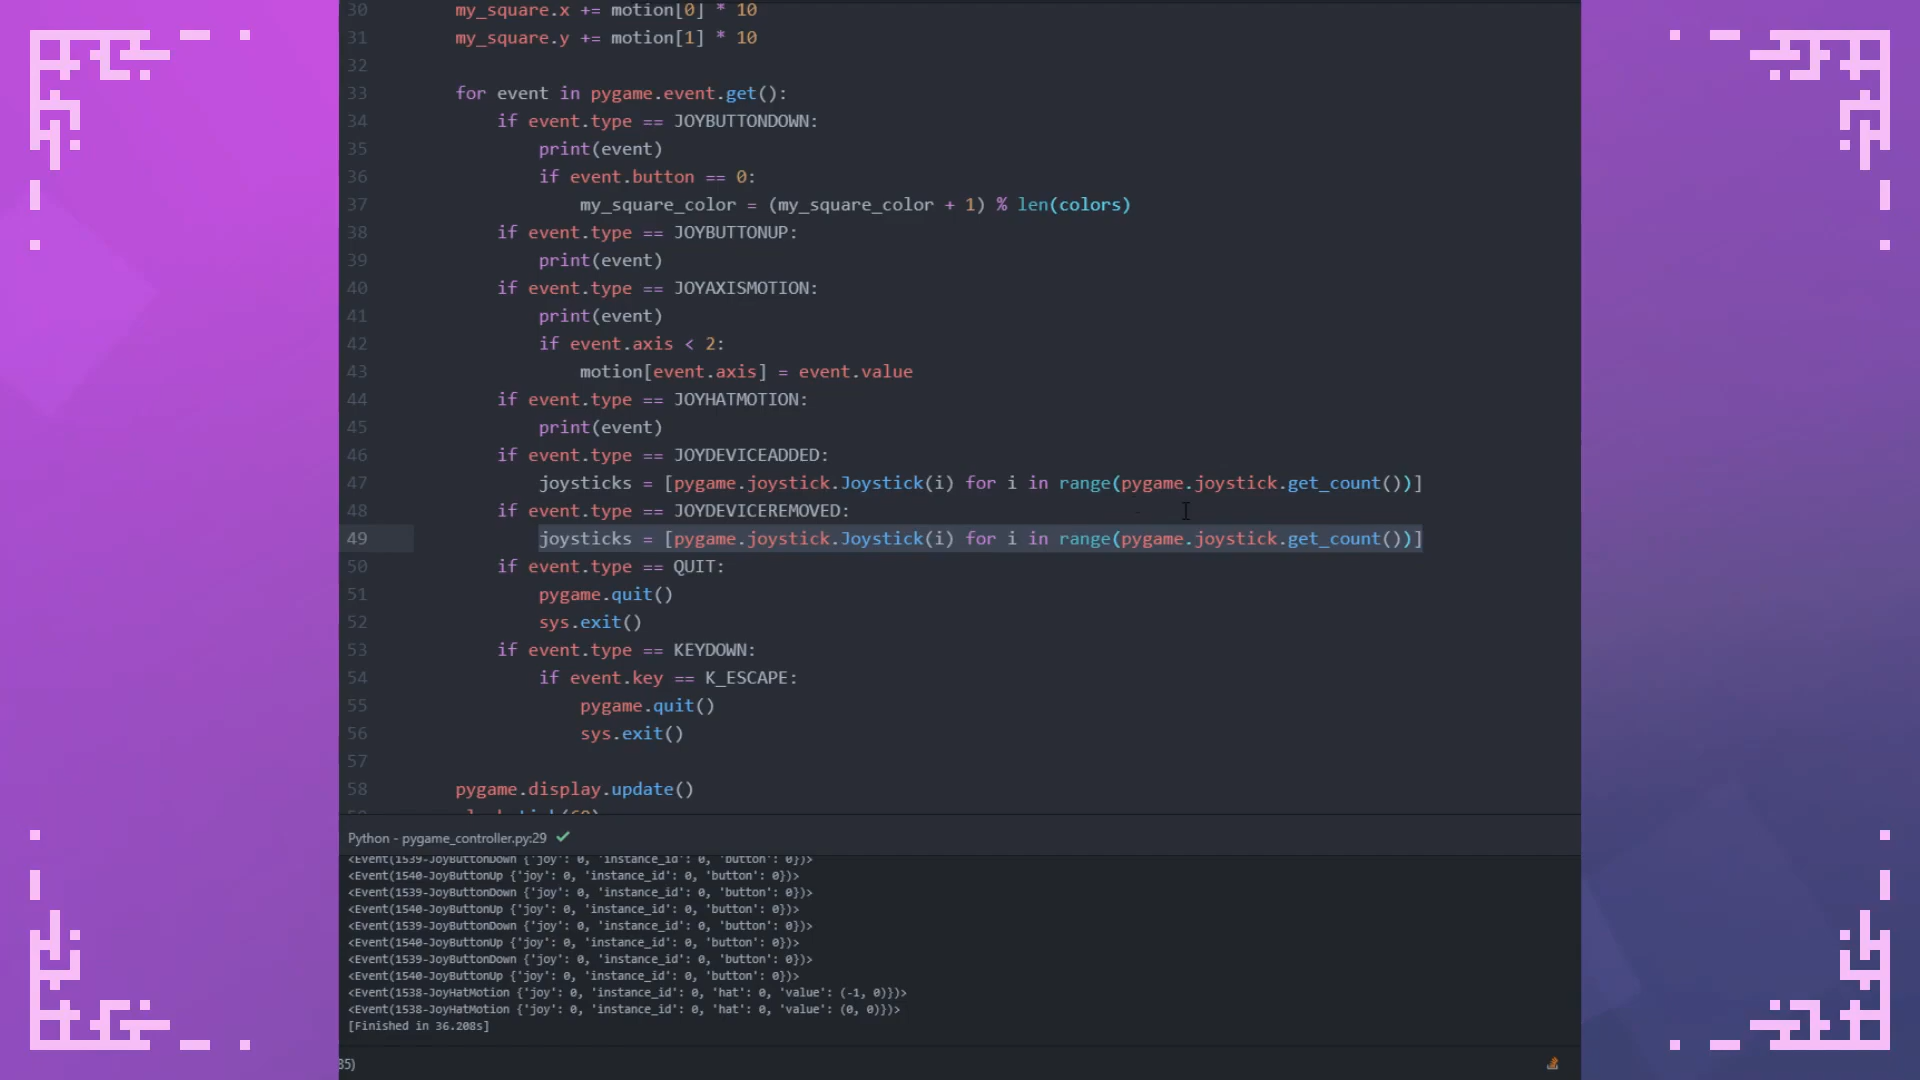 30 my_square.x += motion[0] * 10
31 my_square.y += motion[1] * 10
32
33 for event in pygame.event.get():
34 if event.type == JOYBUTTONDOWN:
35 print(event)
36 if event.button == 0:
37 my_square_color = (my_square_color + 1) % len(colors)
38 if event.type == JOYBUTTONUP:
39 print(event)
40 if event.type == JOYAXISMOTION:
41 print(event)
42 if event.axis < 2:
43 motion[event.axis] = event.value
44 if event.type == JOYHATMOTION:
45 print(event)
46 if event.type == JOYDEVICEADDED:
47 joysticks = [pygame.joystick.Joystick(i) for i in range(pygame.joystick.get_count())]
48 if event.type == JOYDEVICEREMOVED:
49 joysticks = [pygame.joystick.Joystick(i) for i in range(pygame.joystick.get_count())]
50 if event.type == QUIT:
51 pygame.quit()
52 sys.exit()
53 if event.type == KEYDOWN:
54 if event.key == K_ESCAPE:
55 pygame.quit()
56 sys.exit()
57
58 pygame.display.update()
Python - pygame_controller.py:29
<Event(1539-JoyButtonDown {'joy': 0, 'instance_id': 0, 'button': 0})>
<Event(1540-JoyButtonUp {'joy': 0, 'instance_id': 0, 'button': 0})>
<Event(1539-JoyButtonDown {'joy': 0, 'instance_id': 0, 'button': 0})>
<Event(1540-JoyButtonUp {'joy': 0, 'instance_id': 0, 'button': 0})>
<Event(1539-JoyButtonDown {'joy': 0, 'instance_id': 0, 'button': 0})>
<Event(1540-JoyButtonUp {'joy': 0, 'instance_id': 0, 'button': 0})>
<Event(1539-JoyButtonDown {'joy': 0, 'instance_id': 0, 'button': 0})>
<Event(1540-JoyButtonUp {'joy': 0, 'instance_id': 0, 'button': 0})>
<Event(1538-JoyHatMotion {'joy': 0, 'instance_id': 0, 'hat': 0, 'value': (-1, 0)})>
<Event(1538-JoyHatMotion {'joy': 0, 'instance_id': 0, 'hat': 0, 'value': (0, 0)})>
[Finished in 36.208s]
85)